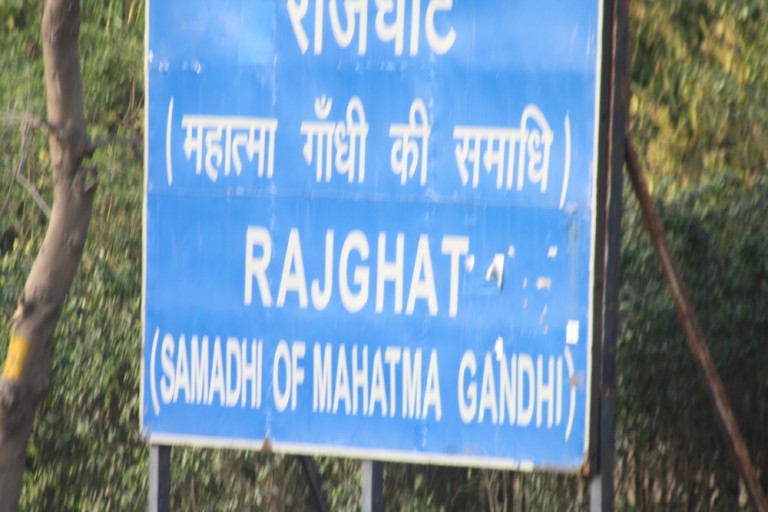 राजघाट
(महात्मा गाँधी की समाधि)
RAJGHAT
(SAMADHI OF MAHATMA GANDHI)